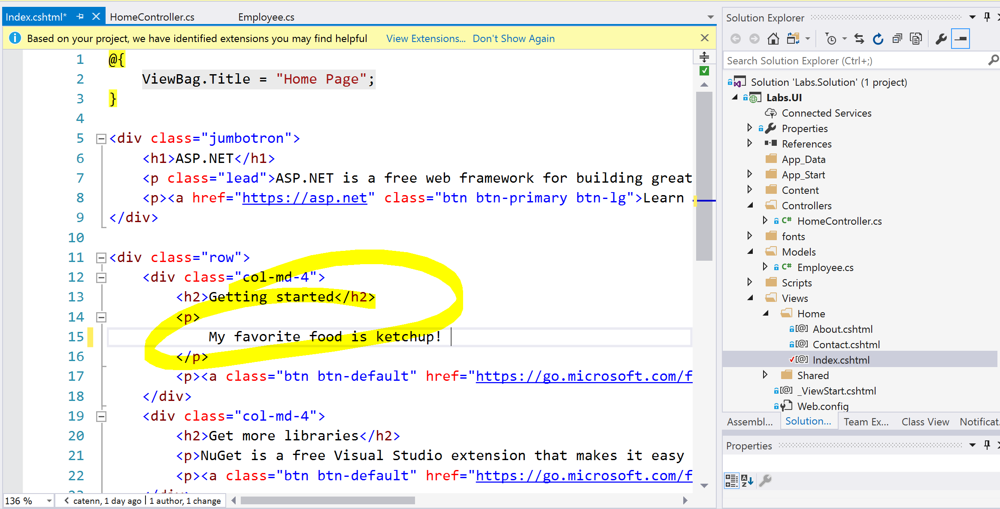 Index.cshtml*
HomeController.cs
Employee.cs
Based on your project, we have identified extensions you may find helpful View Extensions... Don't Show Again
1 @{
2 ViewBag.Title = "Home Page";
3 }
4
5 <div class="jumbotron">
6 <h1>ASP.NET</h1>
7 <p class="lead">ASP.NET is a free web framework for building great
8 <p><a href="https://asp.net" class="btn btn-primary btn-lg">Learn
9 </div>
10
11 <div class="row">
12 <div class="col-md-4">
13 <h2>Getting started</h2>
14 <p>
15 My favorite food is ketchup!
16 </p>
17 <p><a class="btn btn-default" href="https://go.microsoft.com/f
18 </div>
19 <div class="col-md-4">
20 <h2>Get more libraries</h2>
21 <p>NuGet is a free Visual Studio extension that makes it easy
22 <p><a class="btn btn-default" href="https://go.microsoft.com/f
23 </div>
136 %
catenn, 1 day ago | 1 author, 1 change
Solution Explorer
Search Solution Explorer (Ctrl+;)
Solution 'Labs.Solution' (1 project)
Labs.UI
Connected Services
Properties
References
App_Data
App_Start
Content
Controllers
C# HomeController.cs
fonts
Models
C# Employee.cs
Scripts
Views
Home
[@] About.cshtml
[@] Contact.cshtml
[@] Index.cshtml
Shared
[@] _ViewStart.cshtml
Web.config
Assembl... Solution... Team Ex... Class View Notificat.
Properties